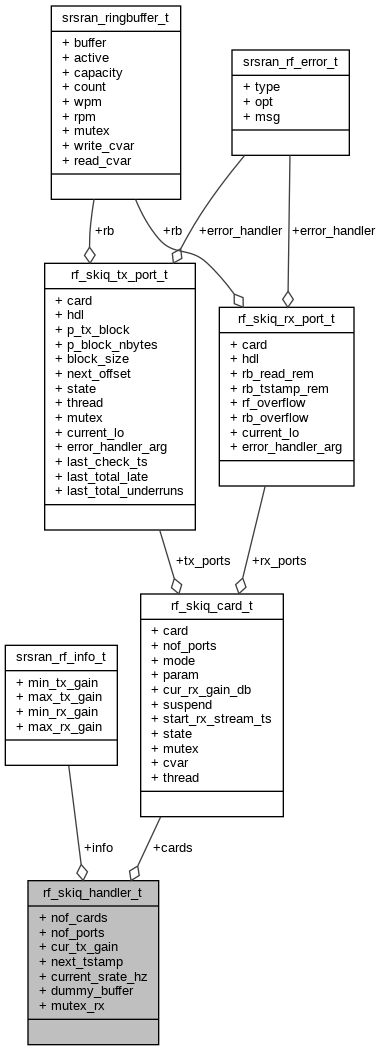 srsran_ringbuffer_t
+ buffer
+ active
+ capacity
+ count
+ wpm
+ rpm
+ mutex
+ write_cvar
+ read_cvar
srsran_rf_error_t
+ type
+ opt
+ msg
+rb
+rb
+error_handler
+error_handler
rf_skiq_tx_port_t
+ card
+ hdl
+ p_tx_block
+ p_block_nbytes
+ block_size
+ next_offset
+ state
+ thread
+ mutex
+ current_lo
+ error_handler_arg
+ last_check_ts
+ last_total_late
+ last_total_underruns
rf_skiq_rx_port_t
+ card
+ hdl
+ rb_read_rem
+ rb_tstamp_rem
+ rf_overflow
+ rb_overflow
+ current_lo
+ error_handler_arg
+tx_ports
+rx_ports
rf_skiq_card_t
+ card
+ nof_ports
+ mode
+ param
+ cur_rx_gain_db
+ suspend
+ start_rx_stream_ts
+ state
+ mutex
+ cvar
+ thread
srsran_rf_info_t
+ min_tx_gain
+ max_tx_gain
+ min_rx_gain
+ max_rx_gain
+info
+cards
rf_skiq_handler_t
+ nof_cards
+ nof_ports
+ cur_tx_gain
+ next_tstamp
+ current_srate_hz
+ dummy_buffer
+ mutex_rx